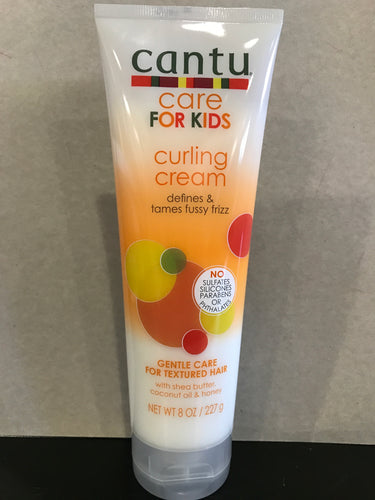 cantu
care
FOR KIDS
curling
cream
defines &
tames fussy frizz
NO
SULFATES
SILICONES
PARABENS
OR
PHTHALATES
GENTLE CARE
FOR TEXTURED HAIR
with shea butter,
coconut oil & honey
NET WT 8 OZ / 227 g